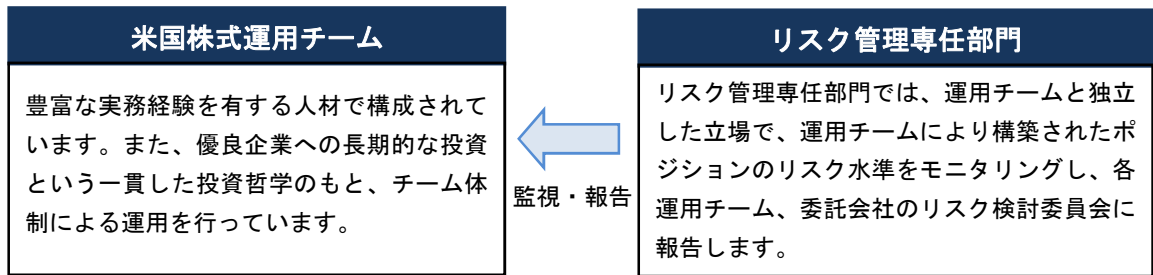 米国株式運用チーム
豊富な実務経験を有する人材で構成されて
います。また、優良企業への長期的な投資
という一貫した投資哲学のもと、チーム体
制による運用を行っています。
監視・報告
リスク管理専任部門
リスク管理専任部門では、運用チームと独立
した立場で、運用チームにより構築されたポ
ジションのリスク水準をモニタリングし、各
運用チーム、委託会社のリスク検討委員会に
報告します。